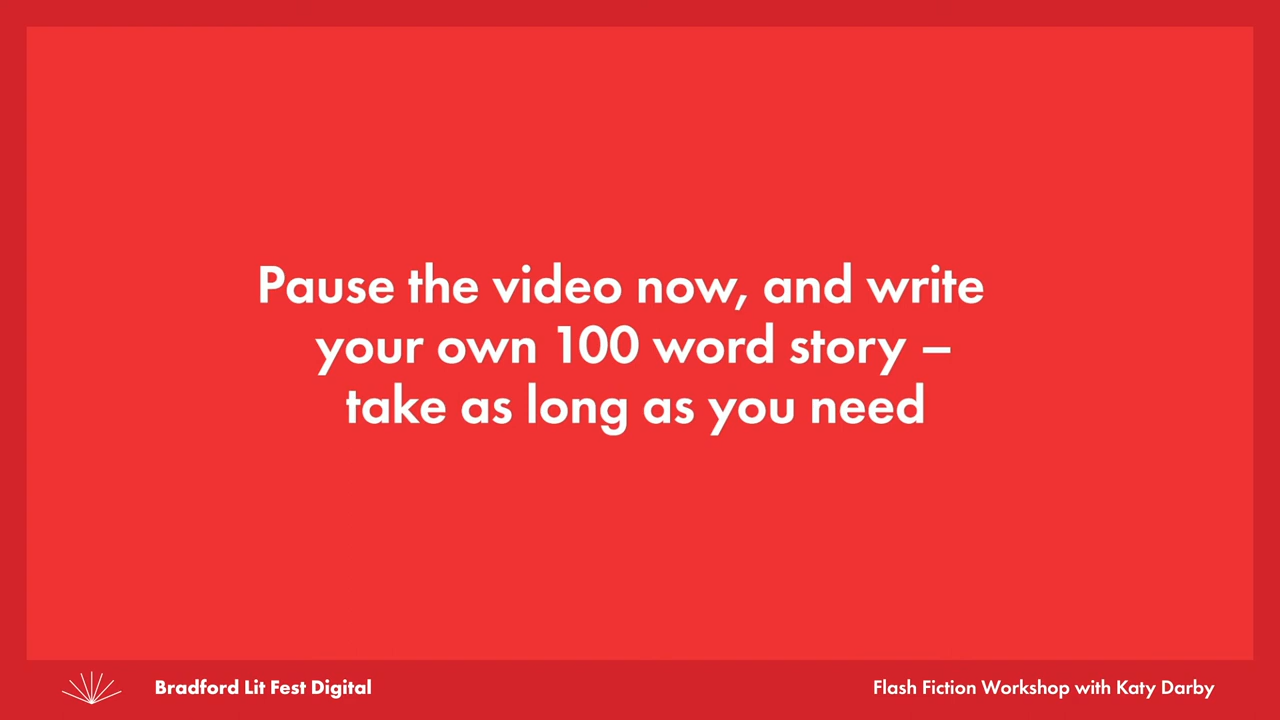 Pause the video now, and write
your own 100 word story –
take as long as you need
Bradford Lit Fest Digital
Flash Fiction Workshop with Katy Darby